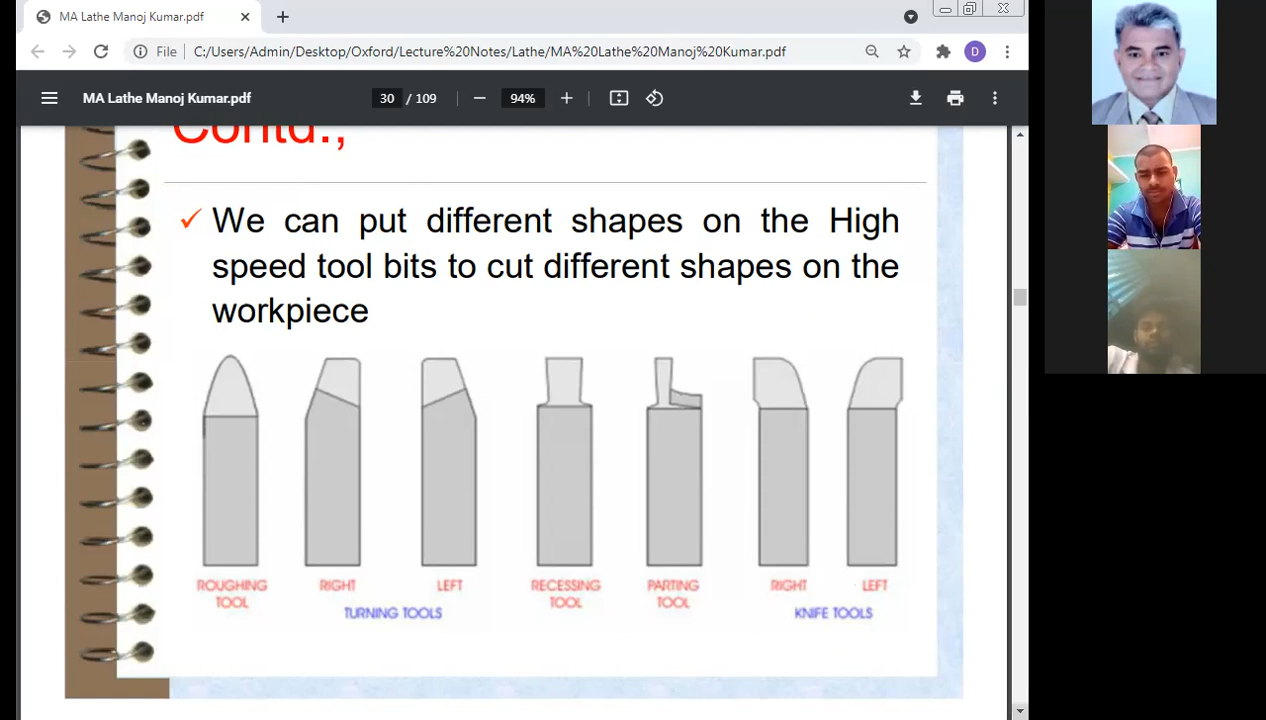 MA Lathe Manoj Kumar.pdf
File C:/Users/Admin/Desktop/Oxford/Lecture%20Notes/Lathe/MA%20Lathe%20Manoj%20Kumar.pdf
D
MA Lathe Manoj Kumar.pdf
30 / 109
94%
Contd.,
We can put different shapes on the High
speed tool bits to cut different shapes on the
workpiece
ROUGHING TOOL
RIGHT
LEFT
TURNING TOOLS
RECESSING TOOL
PARTING TOOL
RIGHT
LEFT
KNIFE TOOLS